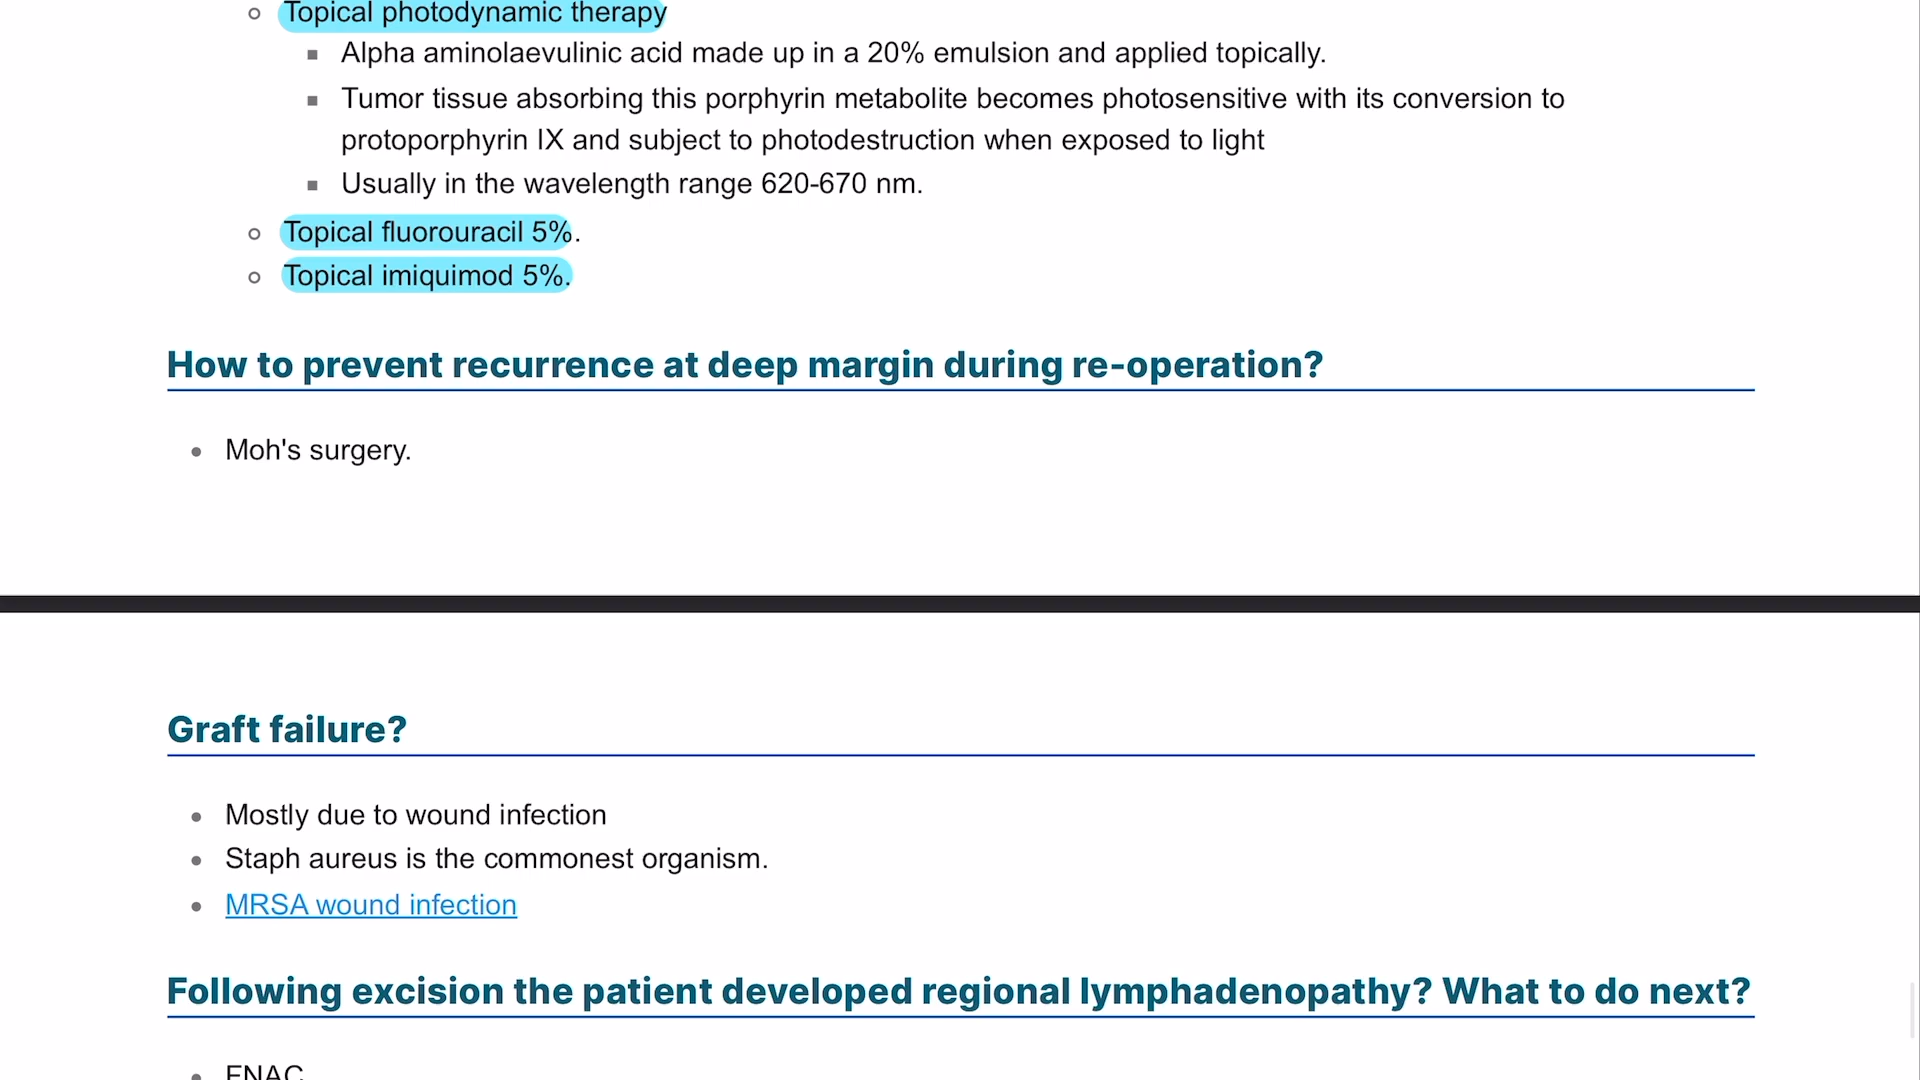 Topical photodynamic therapy
Alpha aminolaevulinic acid made up in a 20% emulsion and applied topically.
Tumor tissue absorbing this porphyrin metabolite becomes photosensitive with its conversion to
protoporphyrin IX and subject to photodestruction when exposed to light
Usually in the wavelength range 620-670 nm.
Topical fluorouracil 5%.
Topical imiquimod 5%.
How to prevent recurrence at deep margin during re-operation?
Moh's surgery.
Graft failure?
Mostly due to wound infection
Staph aureus is the commonest organism.
MRSA wound infection
Following excision the patient developed regional lymphadenopathy? What to do next?
FNAC